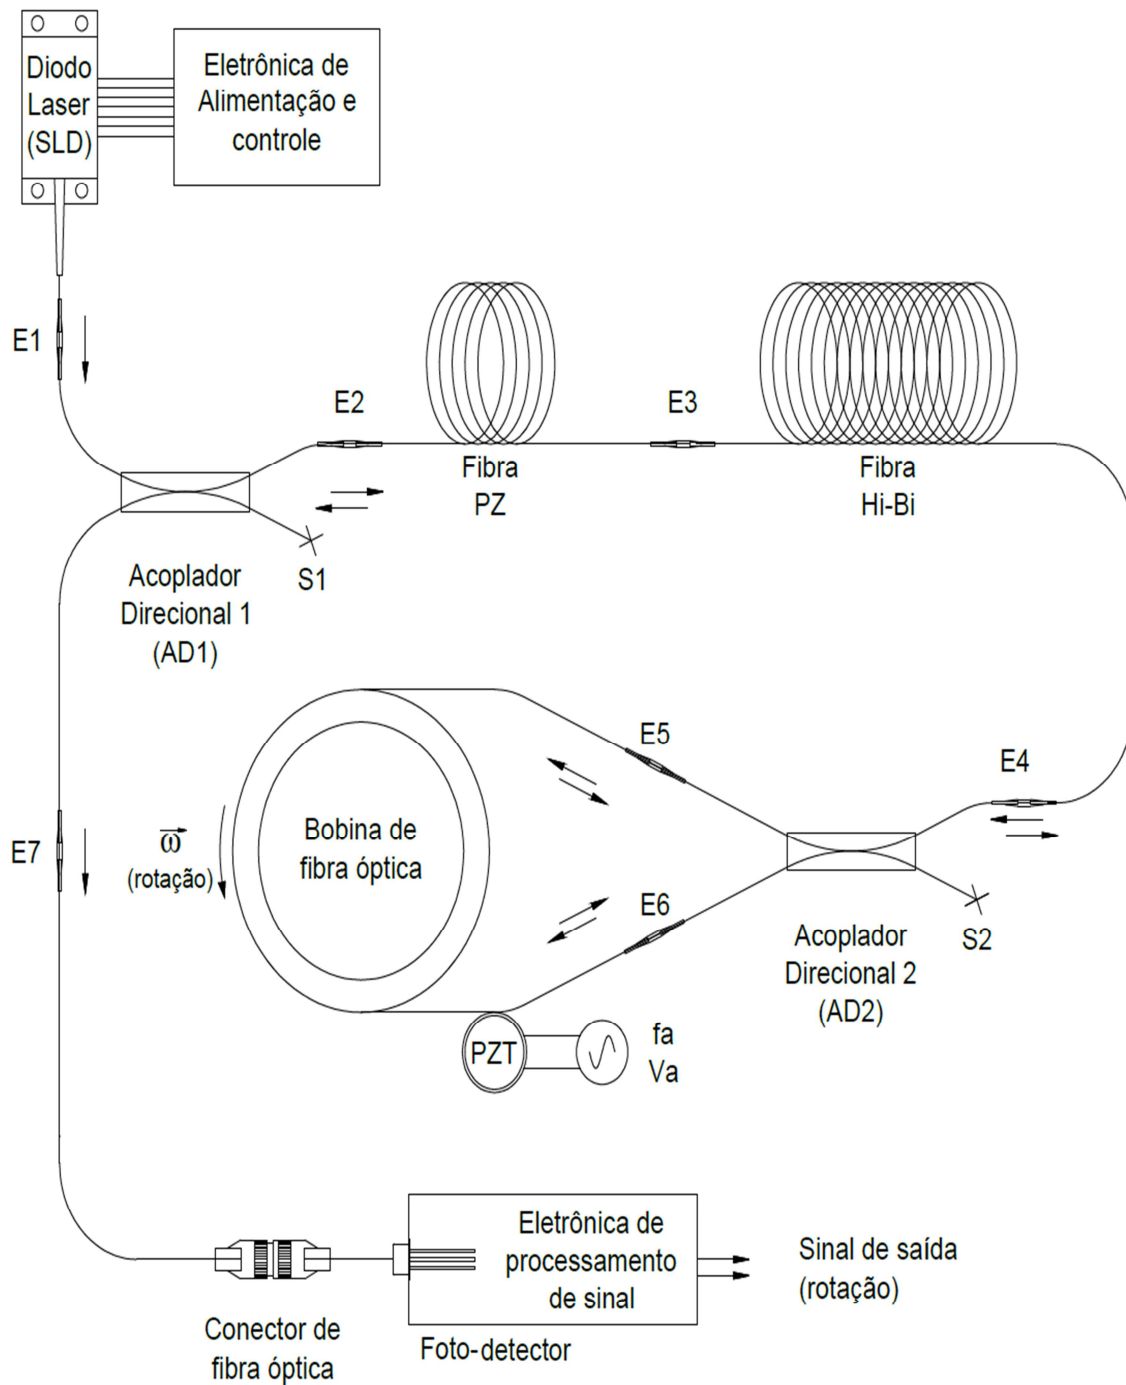 Diodo
Laser
(SLD)
Eletrônica de
Alimentação e
controle
E1
E2
E3
Fibra
PZ
Fibra
Hi-Bi
S1
Acoplador
Direcional 1
(AD1)
E5
E4
E7
ω
(rotação)
Bobina de
fibra óptica
E6
S2
Acoplador
Direcional 2
(AD2)
PZT
fa
Va
Eletrônica de
processamento
de sinal
Sinal de saída
(rotação)
Conector de
fibra óptica
Foto-detector